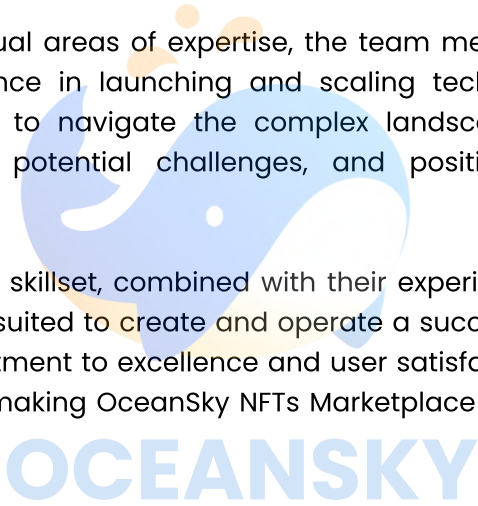 ual areas of expertise, the team me
nce in launching and scaling tec
to navigate the complex landsc
potential challenges, and positi
skillset, combined with their experi
suited to create and operate a succ
tment to excellence and user satisfa
making OceanSky NFTs Marketplace
OCEANSKY